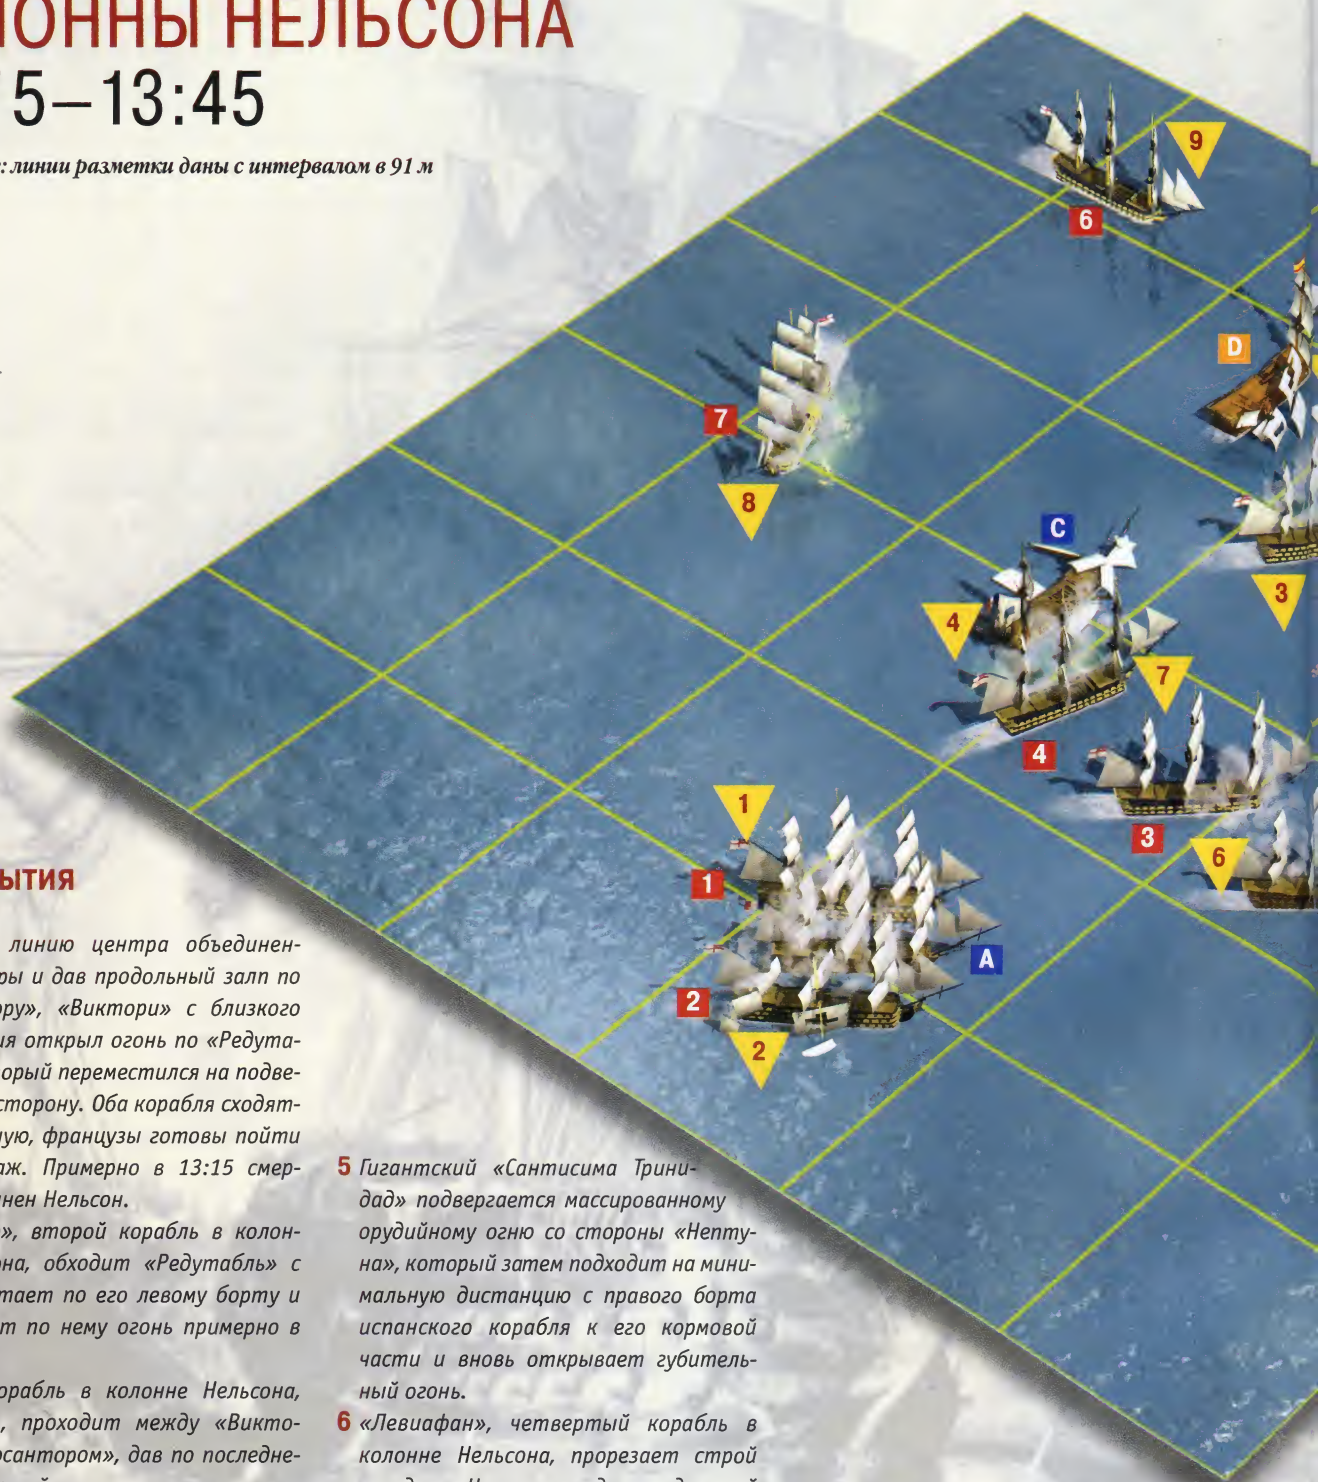 ЛОННЫ НЕЛЬСОНА
5–13:45
: линии разметки даны с интервалом в 91 м
9
6
D
7
8
C
3
4
7
4
3
1
6
1
A
2
2
ЫТИЯ
линию центра объединен-
ры и дав продольный залп по
ору», «Виктори» с близкого
ия открыл огонь по «Редута-
орый переместился на подве-
сторону. Оба корабля сходят-
ную, французы готовы пойти
аж. Примерно в 13:15 смер-
нен Нельсон.
», второй корабль в колон-
на, обходит «Редутабль» с
тает по его левому борту и
т по нему огонь примерно в
орабль в колонне Нельсона,
, проходит между «Викто-
сантором», дав по последне-
5 Гигантский «Сантисима Трини-
дад» подвергается массированному
орудийному огню со стороны «Непту-
на», который затем подходит на мини-
мальную дистанцию с правого борта
испанского корабля к его кормовой
части и вновь открывает губитель-
ный огонь.
6 «Левиафан», четвертый корабль в
колонне Нельсона, прорезает строй